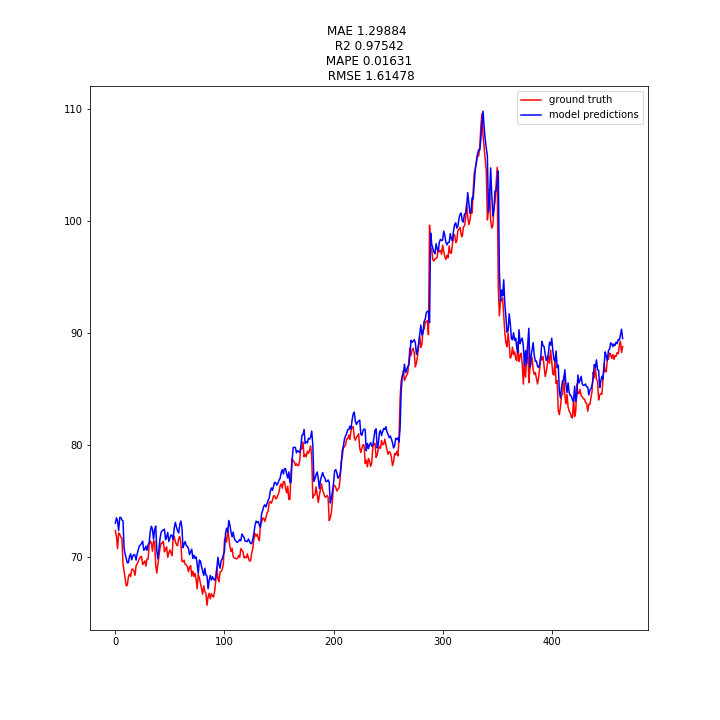 MAE 1.29884
R2 0.97542
MAPE 0.01631
RMSE 1.61478
ground truth
model predictions
110
100
90
80
70
0 100 200 300 400